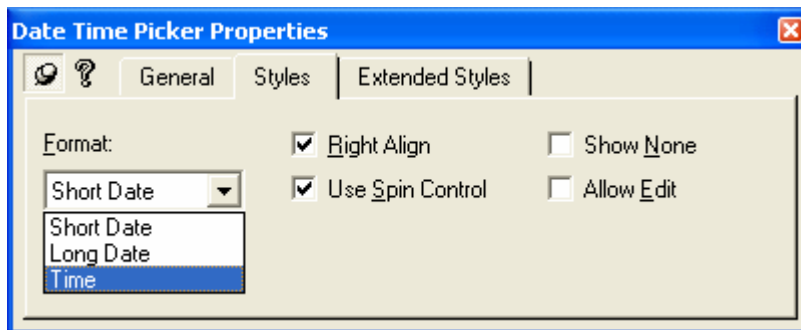 Date Time Picker Properties
General Styles Extended Styles
Format: Right Align Show None
Short Date Use Spin Control Allow Edit
Short Date
Long Date
Time